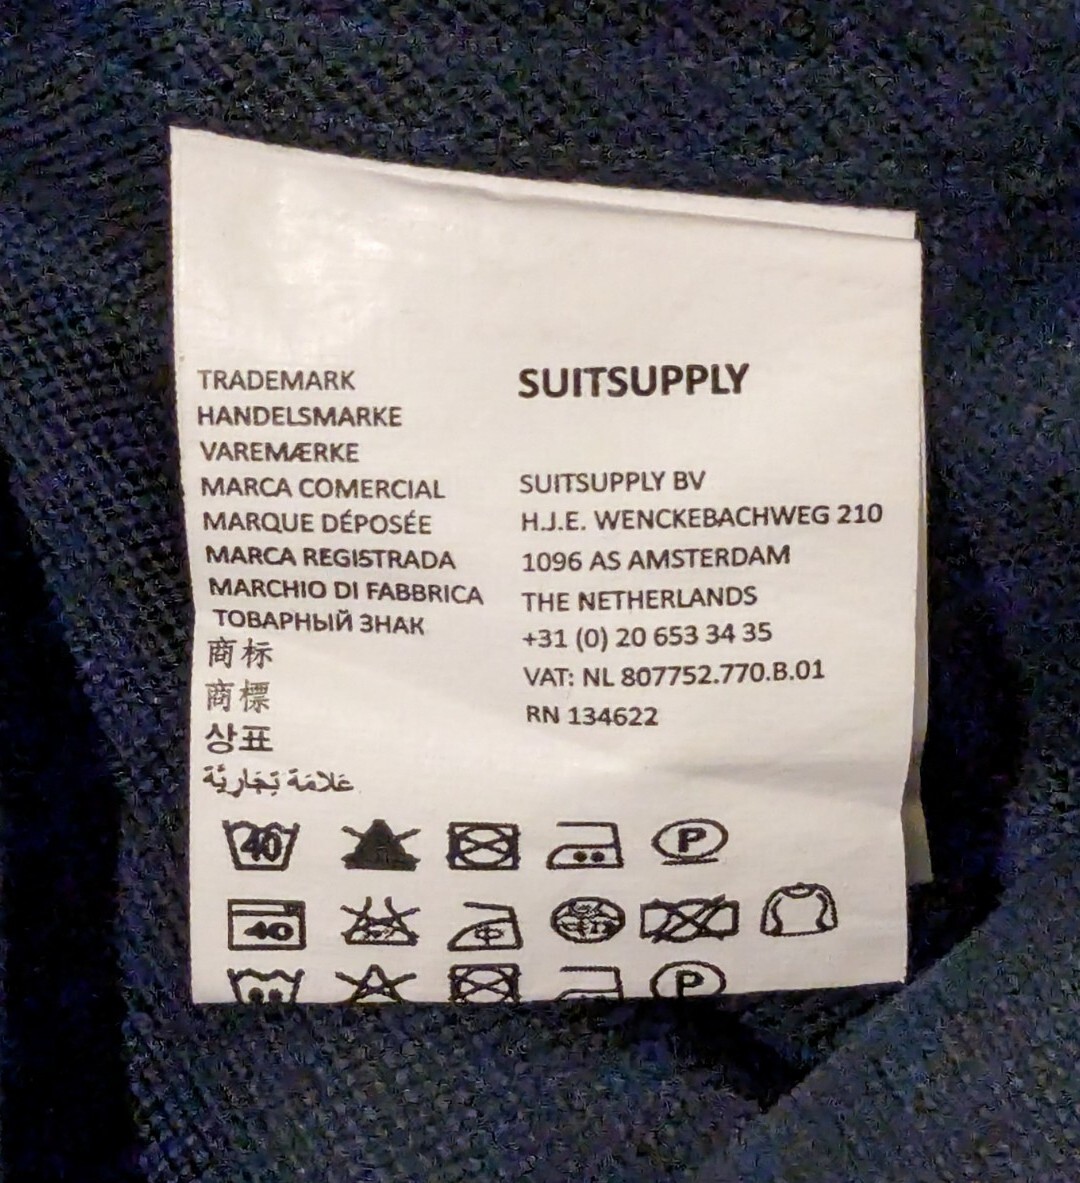 TRADEMARK
HANDELSMARKE
VAREMÆRKE
MARCA COMERCIAL
MARQUE DÉPOSÉE
MARCA REGISTRADA
MARCHIO DI FABBRICA
ТОВАРНЫЙ ЗНАК
商标
商標
상표
عَلامَة تِجَاريَّة
SUITSUPPLY
SUITSUPPLY BV
H.J.E. WENCKEBACHWEG 210
1096 AS AMSTERDAM
THE NETHERLANDS
+31 (0) 20 653 34 35
VAT: NL 807752.770.B.01
RN 134622
40 P
40
P